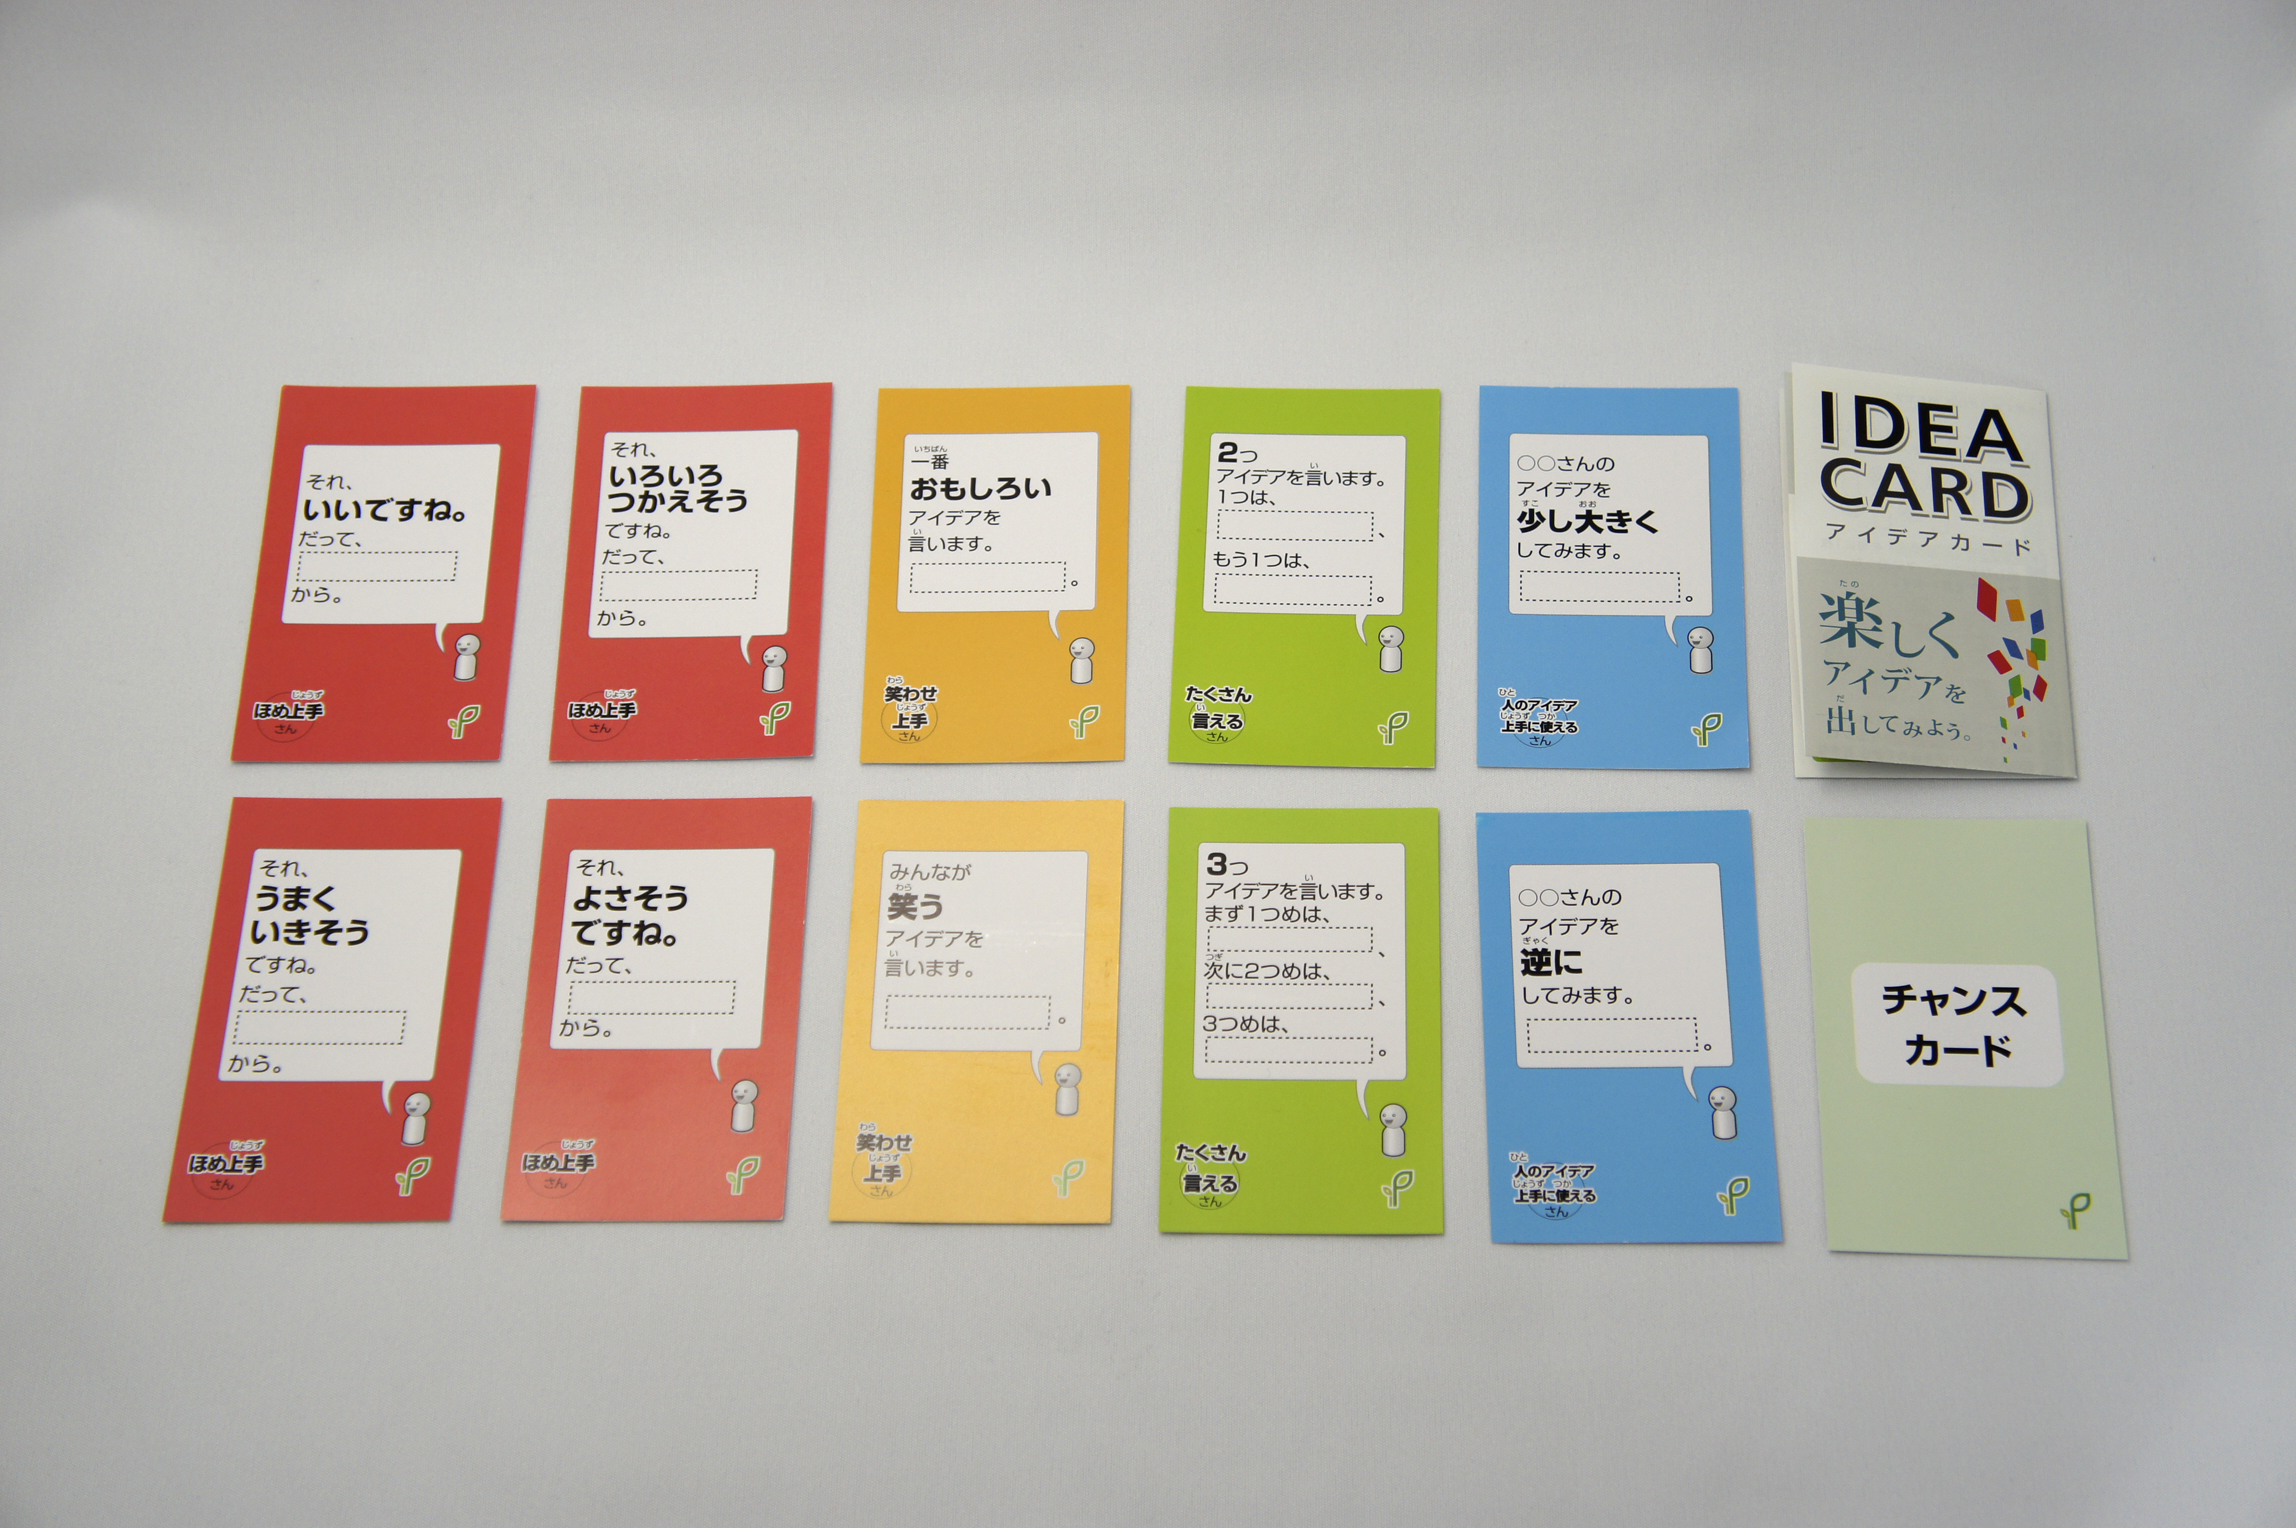 それ、
いいですね。
だって、
から。
じょうず
ほめ上手
さん
それ、
いろいろ
つかえそう
ですね。
だって、
から。
じょうず
ほめ上手
さん
いちばん
一番
おもしろい
アイデアを
い
言います。
。
わら
笑わせ
じょうず
上手
さん
2つ
い
アイデアを言います。
1つは、
、
もう1つは、
。
たくさん
い
言える
さん
○○さんの
アイデアを
すこ おお
少し大きく
してみます。
。
ひと
人のアイデア
じょうず つか
上手に使える
さん
IDEA
CARD
アイデアカード
たの
楽しく
アイデアを
だ
出してみよう。
それ、
うまく
いきそう
ですね。
だって、
から。
じょうず
ほめ上手
さん
それ、
よさそう
ですね。
だって、
から。
じょうず
ほめ上手
さん
みんなが
わら
笑う
アイデアを
い
言います。
。
わら
笑わせ
じょうず
上手
さん
3つ
い
アイデアを言います。
まず1つめは、
、
つぎ
次に2つめは、
、
3つめは、
。
たくさん
い
言える
さん
○○さんの
アイデアを
ぎゃく
逆に
してみます。
。
ひと
人のアイデア
じょうず つか
上手に使える
さん
チャンス
カード